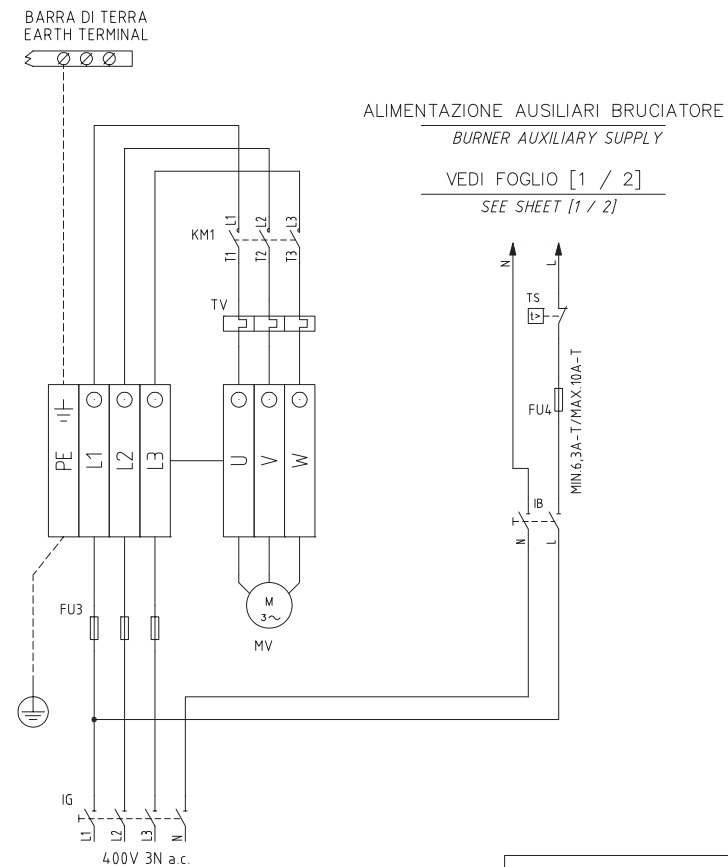 BARRA DI TERRA
EARTH TERMINAL
ALIMENTAZIONE AUSILIARI BRUCIATORE
BURNER AUXILIARY SUPPLY
VEDI FOGLIO [1 / 2]
SEE SHEET [1 / 2]
KM1
L1 L2 L3
T1 T2 T3
TV
N L
TS
t>
FU4
MIN.6,3A-T/MAX.10A-T
PE L1 L2 L3 U V W
IB
N L
M
3~
MV
FU3
IG
L1 L2 L3 N
400V 3N a.c.